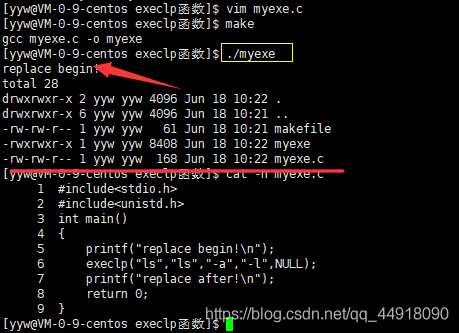 [yyw@VM-0-9-centos execlp函数]$ vim myexe.c
[yyw@VM-0-9-centos execlp函数]$ make
gcc myexe.c -o myexe
[yyw@VM-0-9-centos execlp函数]$ ./myexe
replace begin!
total 28
drwxrwxr-x 2 yyw yyw 4096 Jun 18 10:22 .
drwxrwxr-x 6 yyw yyw 4096 Jun 18 10:21 ..
-rw-rw-r-- 1 yyw yyw   61 Jun 18 10:21 makefile
-rwxrwxr-x 1 yyw yyw 8408 Jun 18 10:22 myexe
-rw-rw-r-- 1 yyw yyw  168 Jun 18 10:22 myexe.c
[yyw@VM-0-9-centos execlp函数]$ cat -n myexe.c
     1  #include<stdio.h>
     2  #include<unistd.h>
     3  int main()
     4  {
     5      printf("replace begin!\n");
     6      execlp("ls","ls","-a","-l",NULL);
     7      printf("replace after!\n");
     8      return 0;
     9  }
https://blog.csdn.net/qq_44918090
[yyw@VM-0-9-centos execlp函数]$